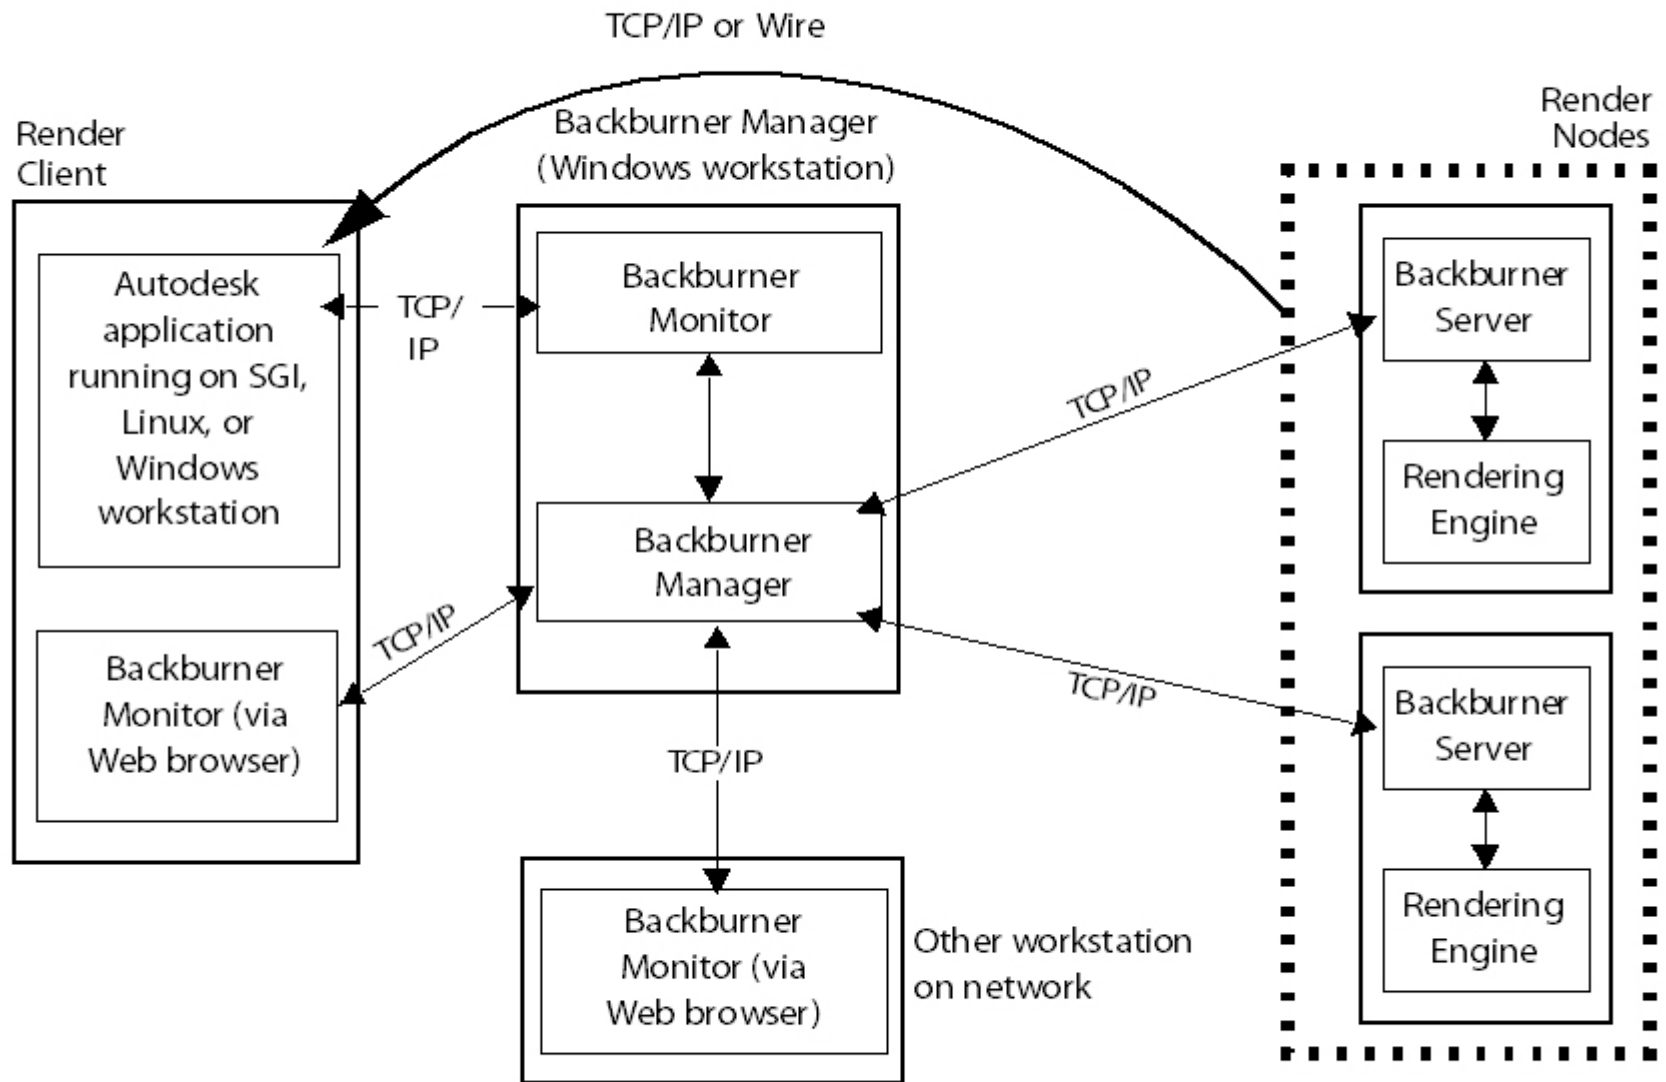 TCP/IP or Wire
Render
Client
Backburner Manager
(Windows workstation)
Render
Nodes
Autodesk
application
running on SGI,
Linux, or
Windows
workstation
TCP/
IP
Backburner
Monitor
Backburner
Manager
TCP/IP
Backburner
Monitor (via
Web browser)
TCP/IP
TCP/IP
TCP/IP
Backburner
Server
Rendering
Engine
Backburner
Server
Rendering
Engine
Backburner
Monitor (via
Web browser)
Other workstation
on network